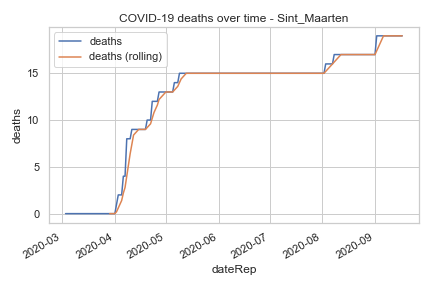 COVID-19 deaths over time - Sint_Maarten
deaths
deaths (rolling)
deaths
15
10
5
0
2020-03
2020-04
2020-05
2020-06
2020-07
2020-08
2020-09
dateRep